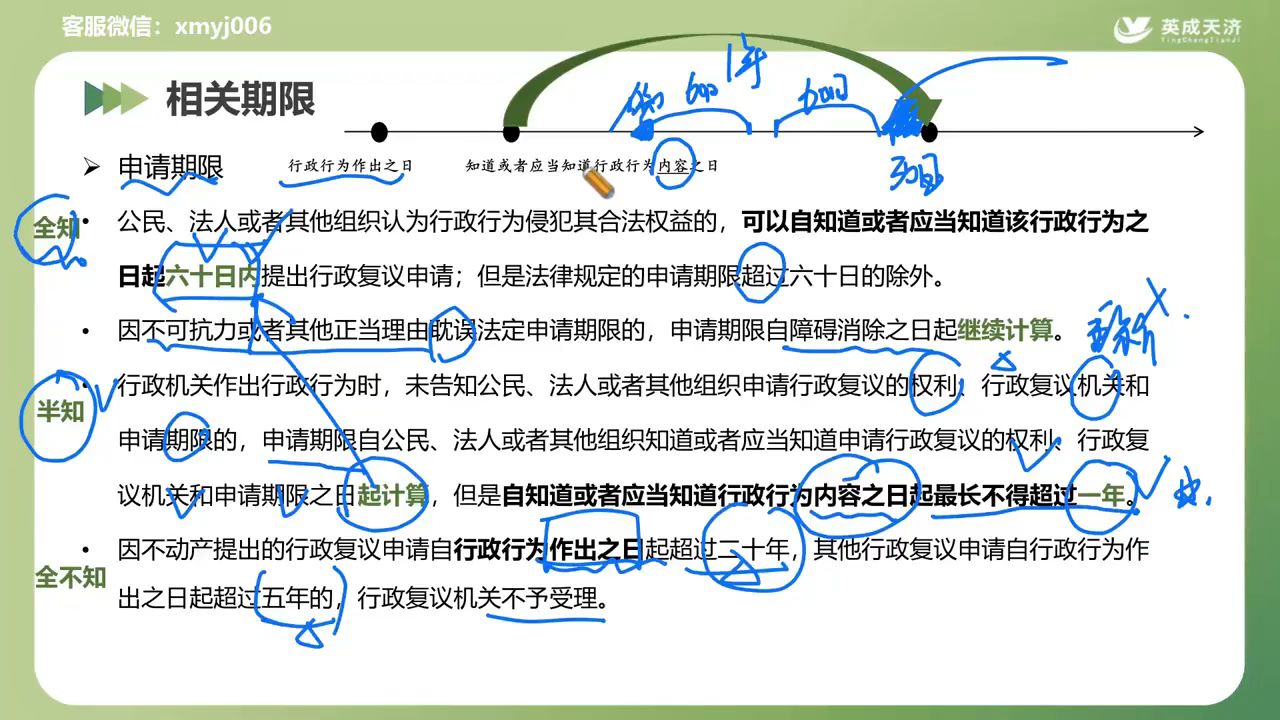 客服微信：xmyj006
英成天济
YingChengTianJi
相关期限
1年
60日
60日
申请期限
行政行为作出之日
知道或者应当知道行政行为内容之日
全知
• 公民、法人或者其他组织认为行政行为侵犯其合法权益的，可以自知道或者应当知道该行政行为之
日起六十日内提出行政复议申请；但是法律规定的申请期限超过六十日的除外。
• 因不可抗力或者其他正当理由耽误法定申请期限的，申请期限自障碍消除之日起继续计算。
半知
• 行政机关作出行政行为时，未告知公民、法人或者其他组织申请行政复议的权利、行政复议机关和
申请期限的，申请期限自公民、法人或者其他组织知道或者应当知道申请行政复议的权利、行政复
议机关和申请期限之日起计算，但是自知道或者应当知道行政行为内容之日起最长不得超过一年。
全不知
• 因不动产提出的行政复议申请自行政行为作出之日起超过二十年，其他行政复议申请自行政行为作
出之日起超过五年的，行政复议机关不予受理。